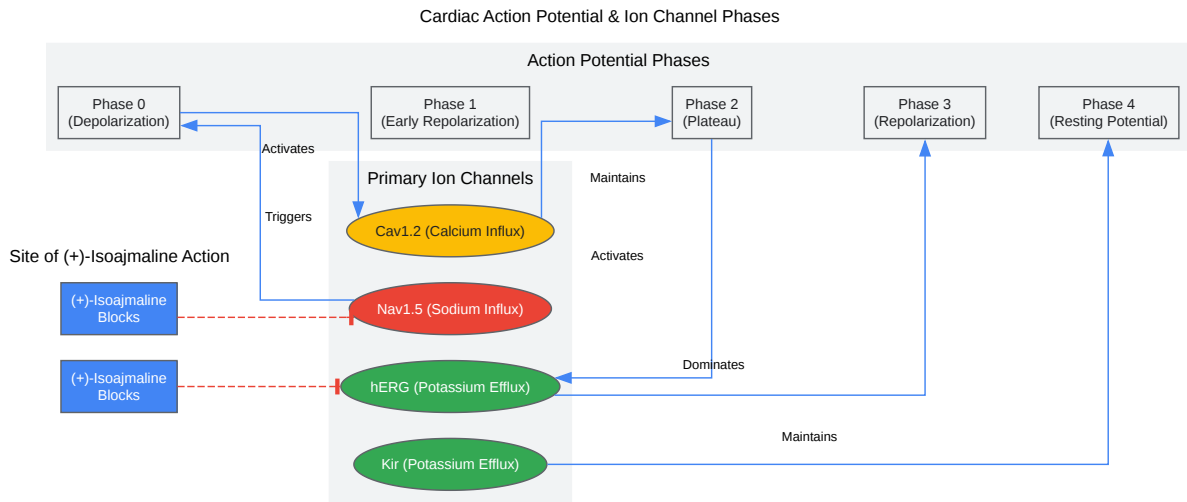 Cardiac Action Potential & Ion Channel Phases
Action Potential Phases
Phase 0
(Depolarization)
Phase 1
(Early Repolarization)
Phase 2
(Plateau)
Phase 3
(Repolarization)
Phase 4
(Resting Potential)
Activates
Primary Ion Channels
Maintains
Triggers
Cav1.2 (Calcium Influx)
Site of (+)-Isoajmaline Action
Activates
(+)-Isoajmaline
Blocks
Nav1.5 (Sodium Influx)
Dominates
(+)-Isoajmaline
Blocks
hERG (Potassium Efflux)
Maintains
Kir (Potassium Efflux)